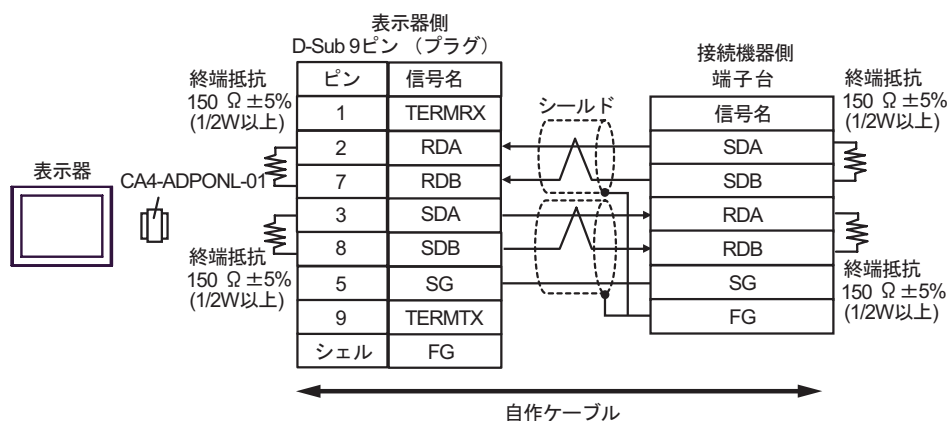 表示器側
D-Sub 9ピン （プラグ）
接続機器側
端子台
終端抵抗
150 Ω ±5%
(1/2W以上)
ピン 信号名
1 TERMRX
2 RDA
7 RDB
3 SDA
8 SDB
5 SG
9 TERMTX
シェル FG
シールド
信号名
SDA
SDB
RDA
RDB
SG
FG
終端抵抗
150 Ω ±5%
(1/2W以上)
表示器
CA4-ADPONL-01
終端抵抗
150 Ω ±5%
(1/2W以上)
終端抵抗
150 Ω ±5%
(1/2W以上)
自作ケーブル